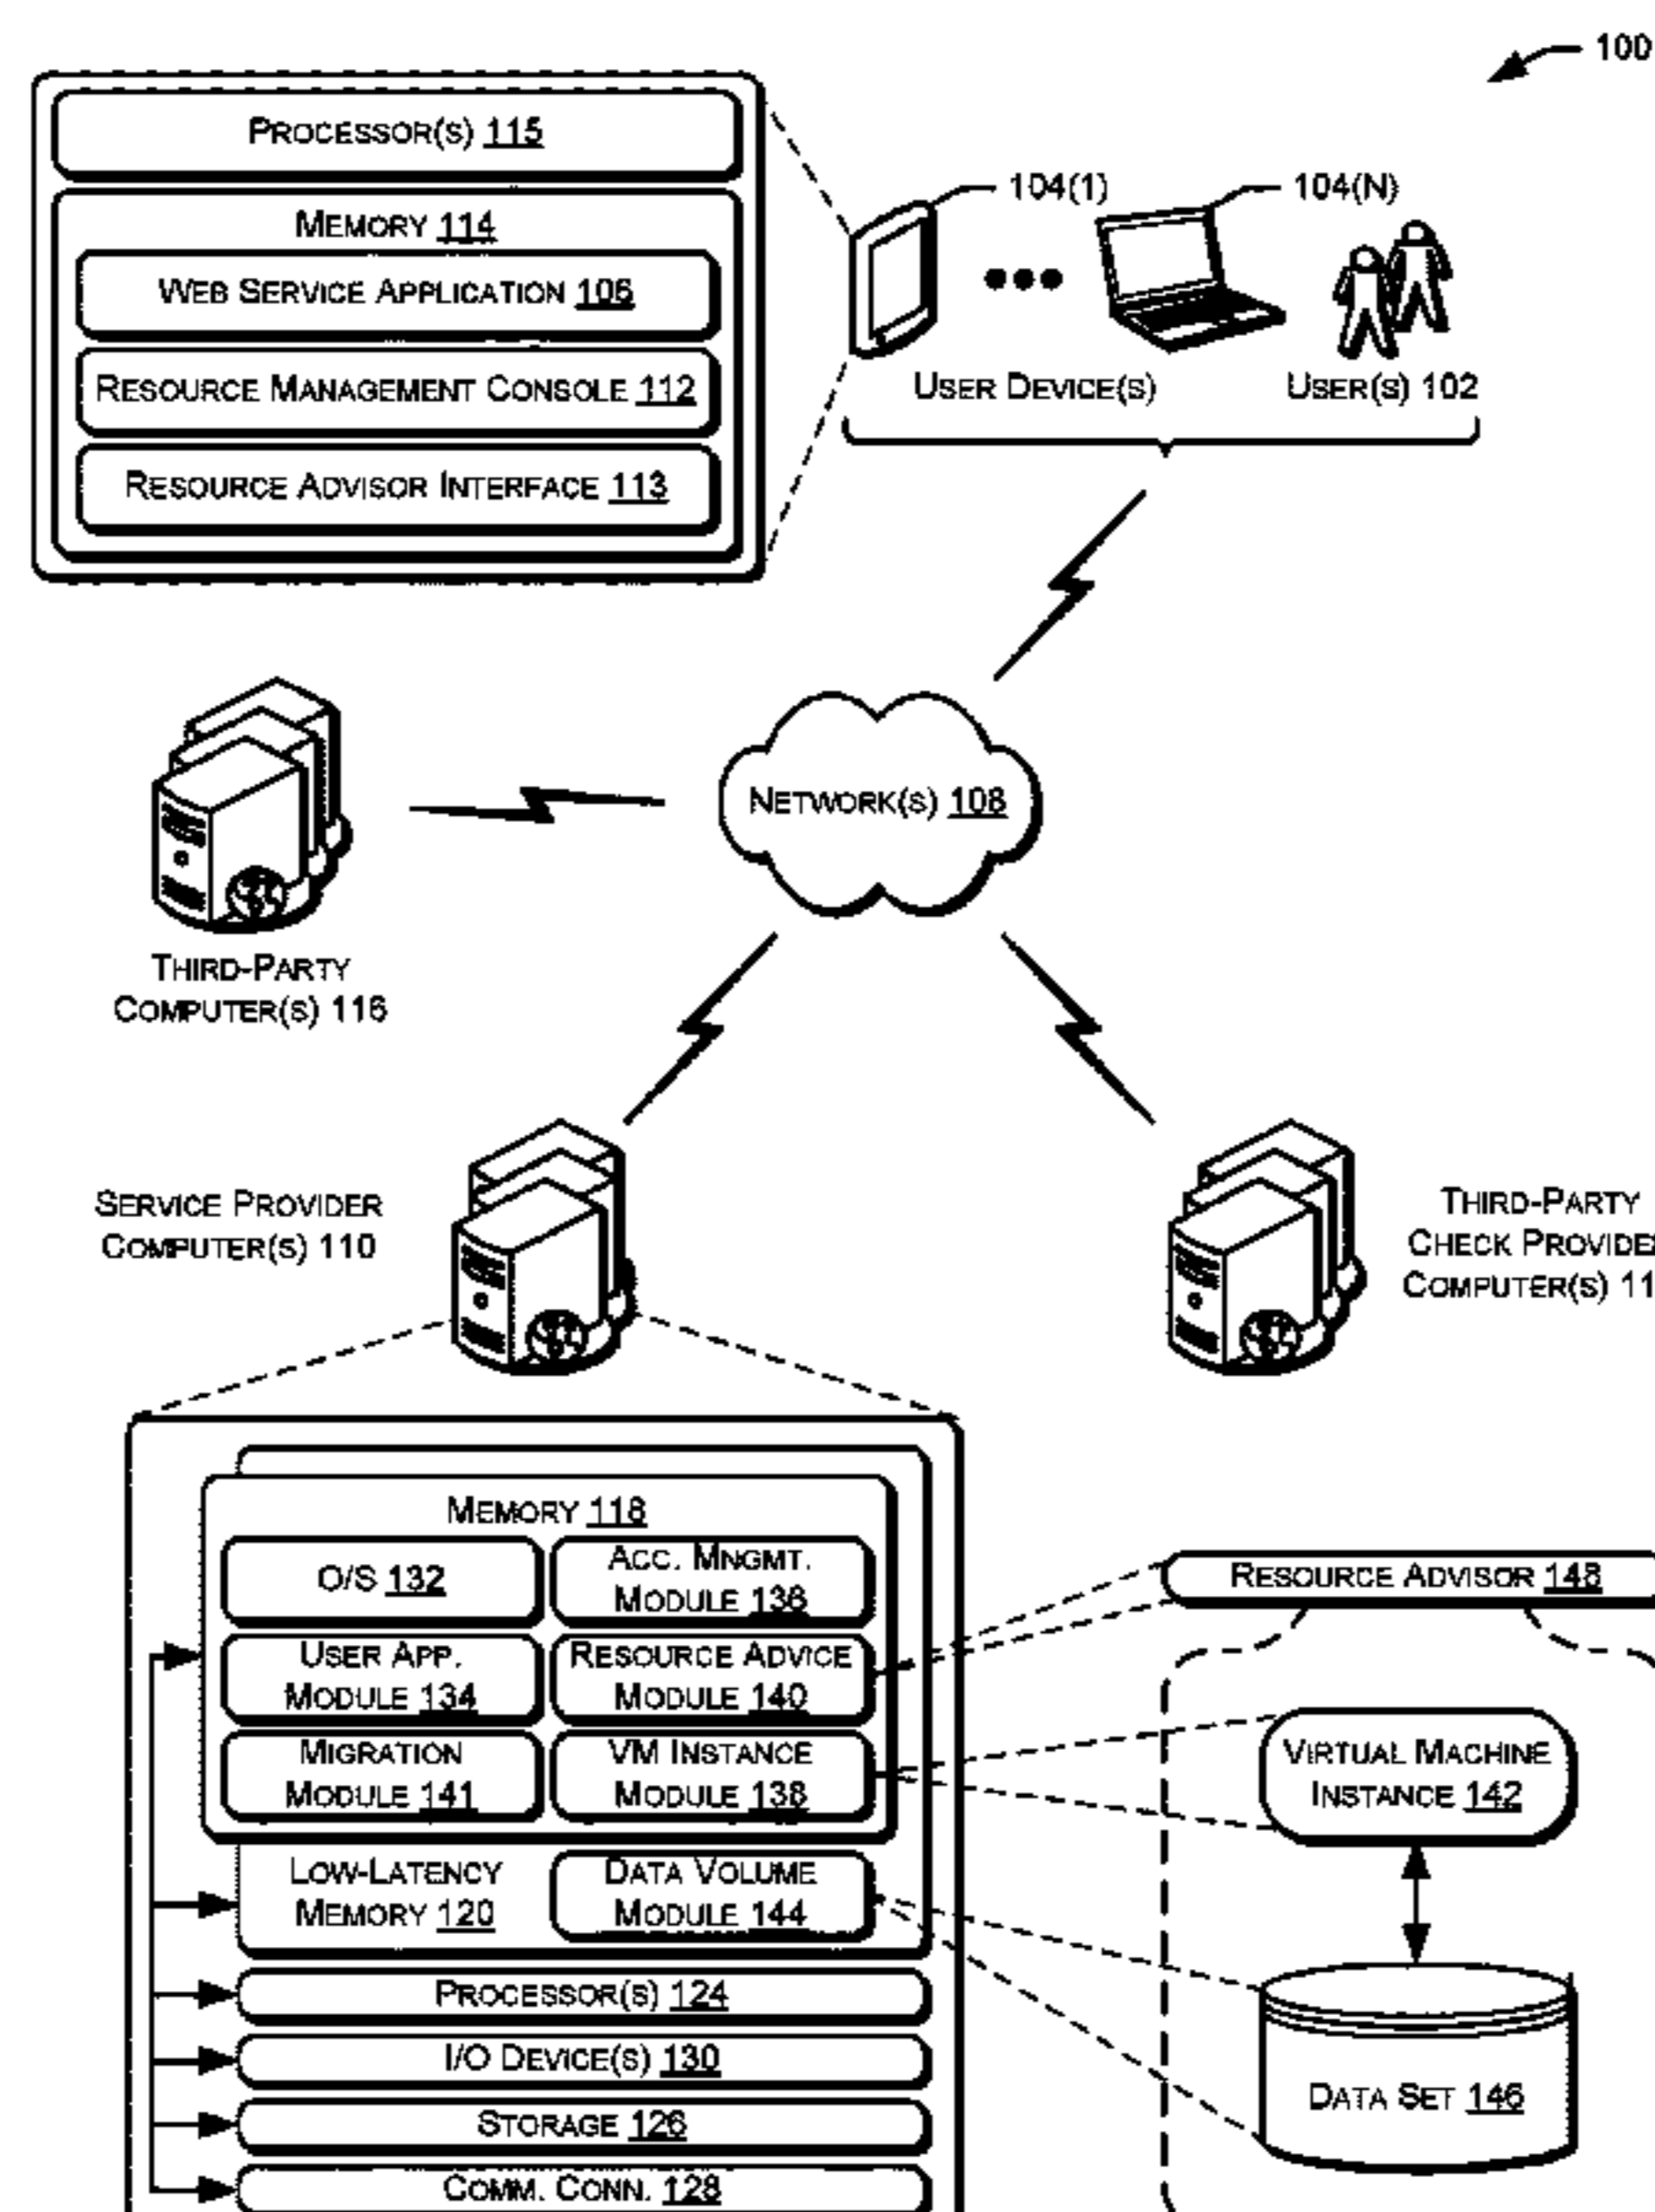 100
PROCESSOR(S) 115
MEMORY 114
WEB SERVICE APPLICATION 106
RESOURCE MANAGEMENT CONSOLE 112
RESOURCE ADVISOR INTERFACE 113
104(1)
104(N)
USER DEVICE(S)
USER(S) 102
NETWORK(S) 108
THIRD-PARTY
COMPUTER(S) 116
SERVICE PROVIDER
COMPUTER(S) 110
THIRD-PARTY
CHECK
COMPUTER(S)
MEMORY 118
O/S 132
ACC. MNGMT.
MODULE 136
USER APP.
MODULE 134
RESOURCE ADVICE
MODULE 140
MIGRATION
MODULE 141
VM INSTANCE
MODULE 138
LOW-LATENCY
MEMORY 120
DATA VOLUME
MODULE 144
PROCESSOR(S) 124
I/O DEVICE(S) 130
STORAGE 126
COMM. CONN. 128
RESOURCE ADVISOR 148
VIRTUAL MACHINE
INSTANCE 142
DATA SET 146